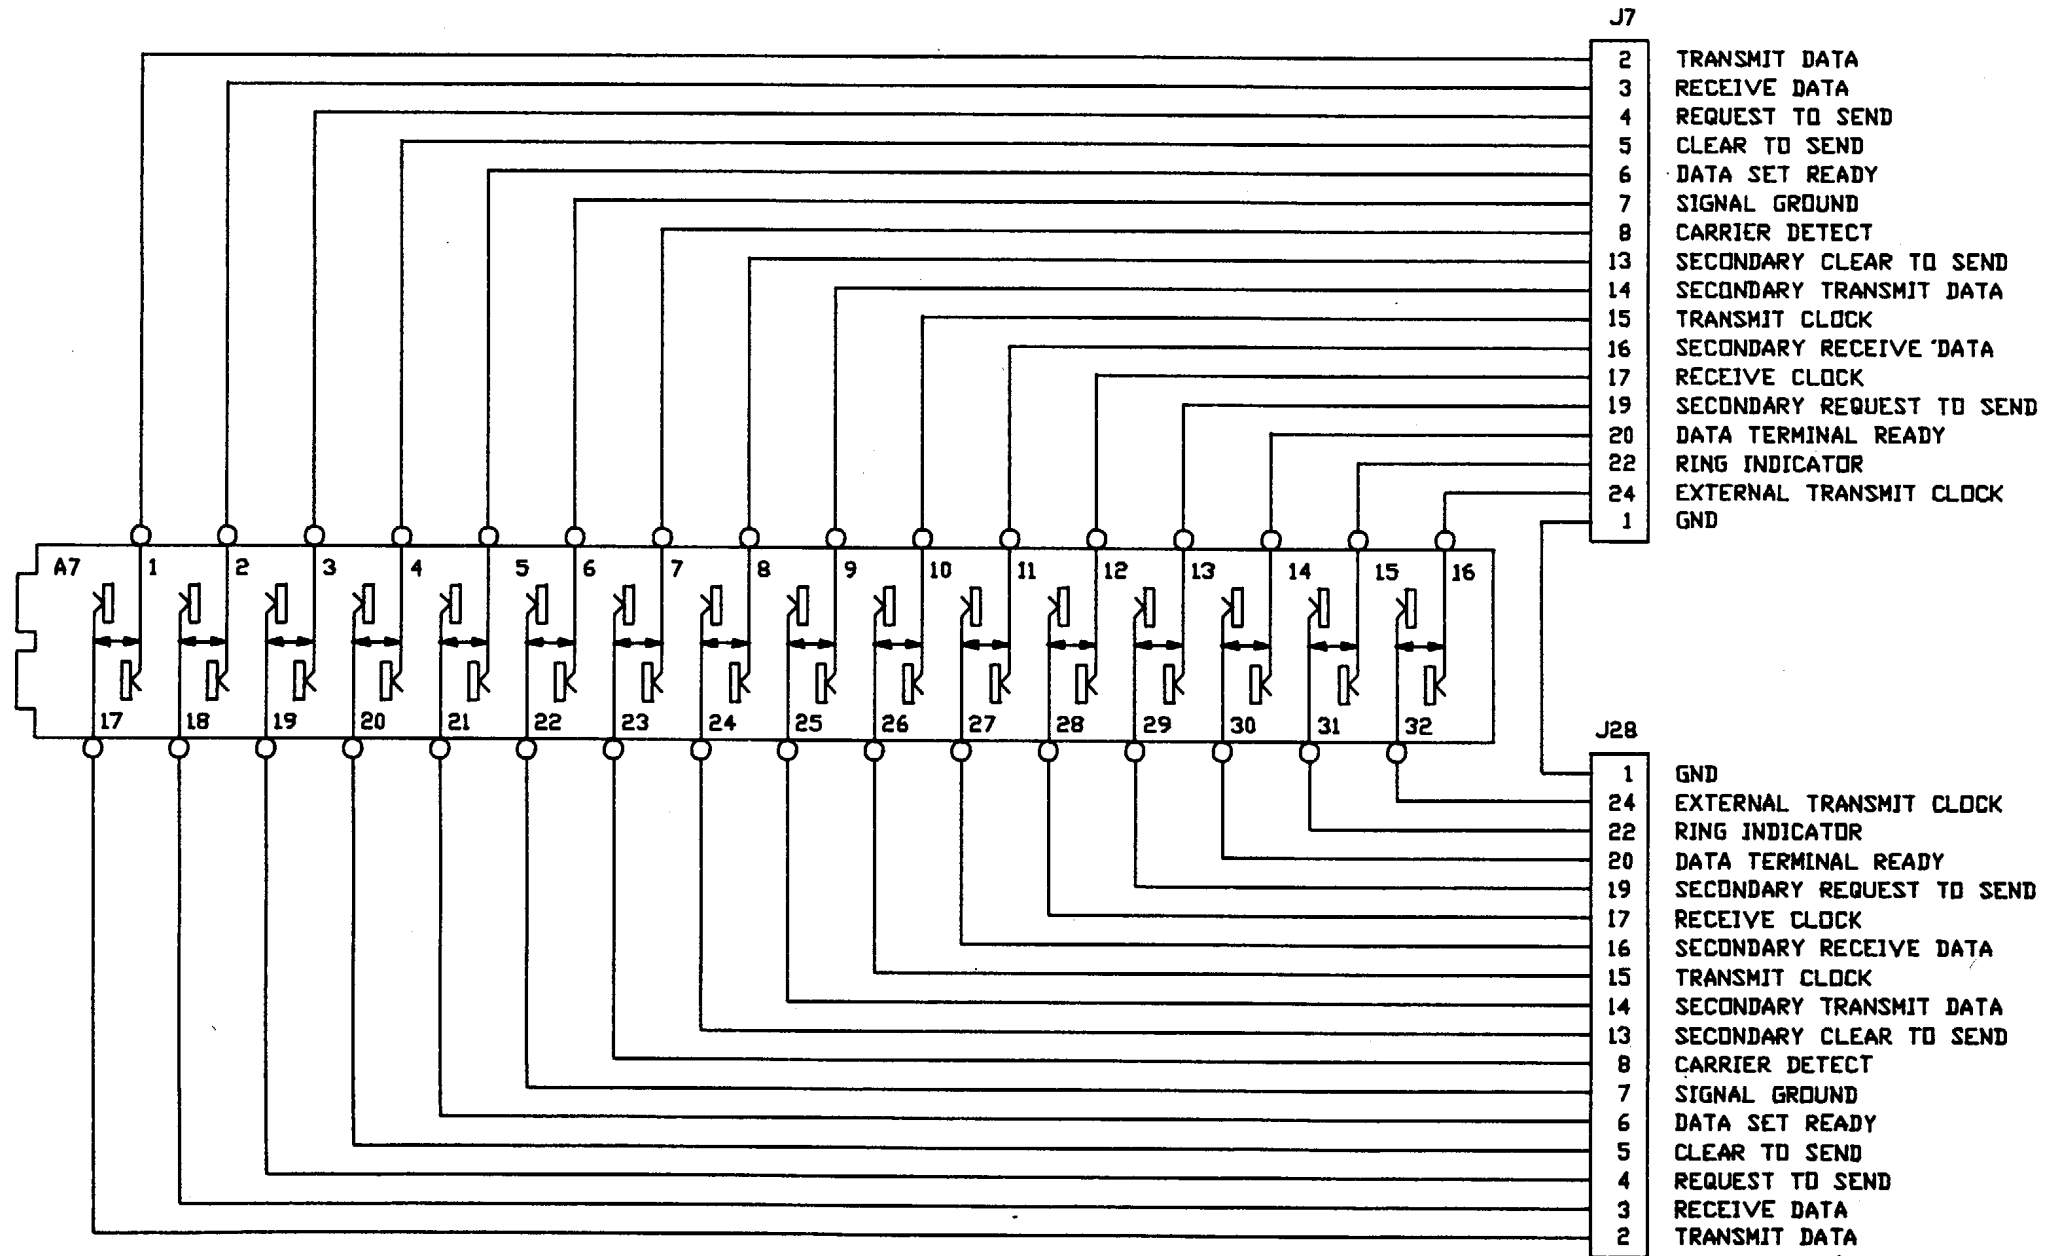 J7
2 TRANSMIT DATA
3 RECEIVE DATA
4 REQUEST TO SEND
5 CLEAR TO SEND
6 DATA SET READY
7 SIGNAL GROUND
8 CARRIER DETECT
13 SECONDARY CLEAR TO SEND
14 SECONDARY TRANSMIT DATA
15 TRANSMIT CLOCK
16 SECONDARY RECEIVE DATA
17 RECEIVE CLOCK
19 SECONDARY REQUEST TO SEND
20 DATA TERMINAL READY
22 RING INDICATOR
24 EXTERNAL TRANSMIT CLOCK
1 GND
A7 1 2 3 4 5 6 7 8 9 10 11 12 13 14 15 16
17 18 19 20 21 22 23 24 25 26 27 28 29 30 31 32
J28
1 GND
24 EXTERNAL TRANSMIT CLOCK
22 RING INDICATOR
20 DATA TERMINAL READY
19 SECONDARY REQUEST TO SEND
17 RECEIVE CLOCK
16 SECONDARY RECEIVE DATA
15 TRANSMIT CLOCK
14 SECONDARY TRANSMIT DATA
13 SECONDARY CLEAR TO SEND
8 CARRIER DETECT
7 SIGNAL GROUND
6 DATA SET READY
5 CLEAR TO SEND
4 REQUEST TO SEND
3 RECEIVE DATA
2 TRANSMIT DATA